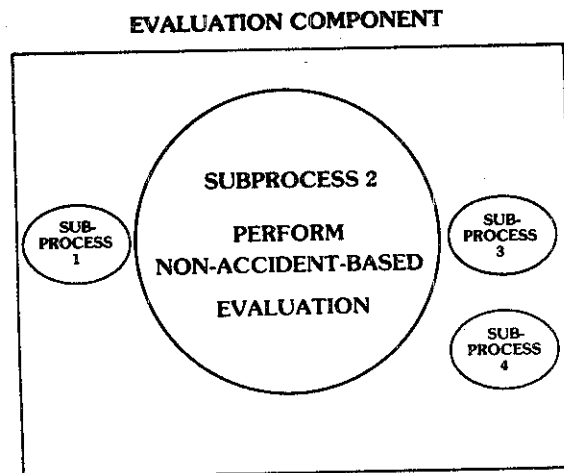 EVALUATION COMPONENT
SUB-
PROCESS
1
SUBPROCESS 2
PERFORM
NON-ACCIDENT-BASED
EVALUATION
SUB-
PROCESS
3
SUB-
PROCESS
4